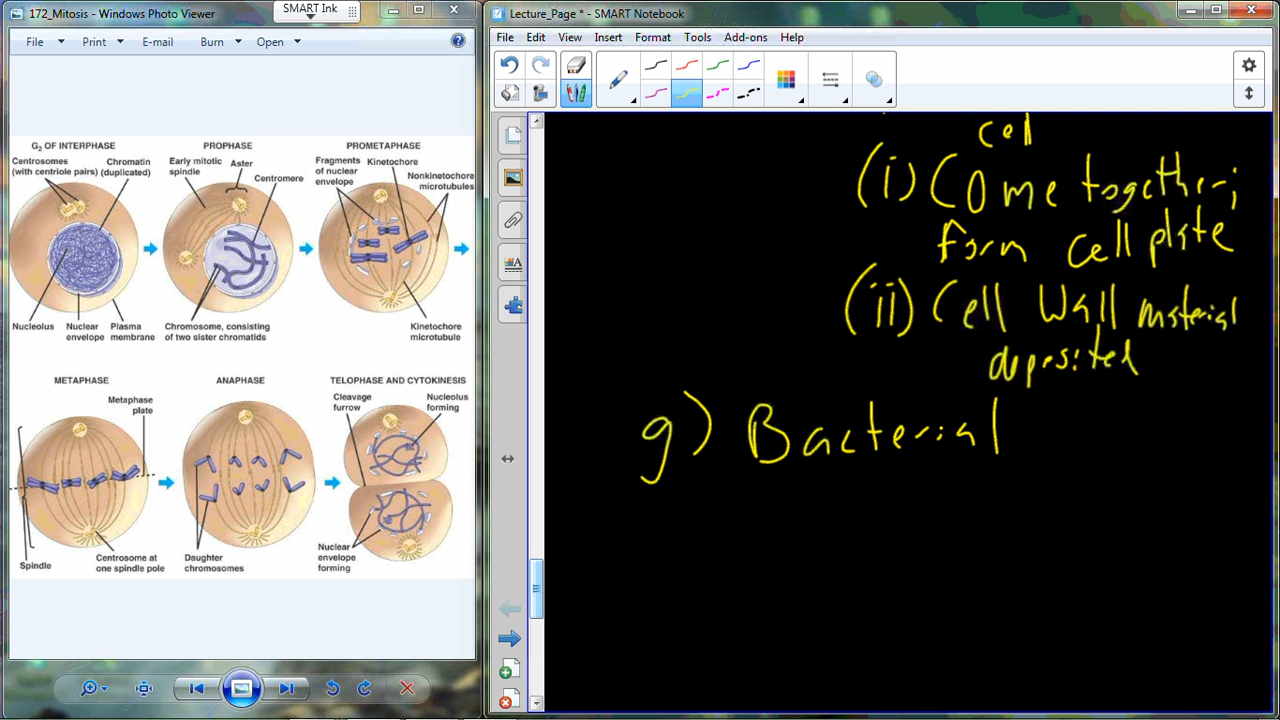 172_Mitosis - Windows Photo Viewer
SMART Ink
File Print E-mail Burn Open
G2 OF INTERPHASE
Centrosomes
(with centriole pairs)
Chromatin
(duplicated)
Nucleolus
Nuclear
envelope
Plasma
membrane
PROPHASE
Early mitotic
spindle
Aster
Centromere
Chromosome, consisting
of two sister chromatids
PROMETAPHASE
Fragments
of nuclear
envelope
Kinetochore
Nonkinetochore
microtubules
Kinetochore
microtubule
METAPHASE
Metaphase
plate
Spindle
Centrosome at
one spindle pole
ANAPHASE
Daughter
chromosomes
TELOPHASE AND CYTOKINESIS
Cleavage
furrow
Nucleolus
forming
Nuclear
envelope
forming
Lecture_Page * - SMART Notebook
File Edit View Insert Format Tools Add-ons Help
cell
(i) Come together;
form cell plate
(ii) Cell Wall material
deposited
g) Bacterial